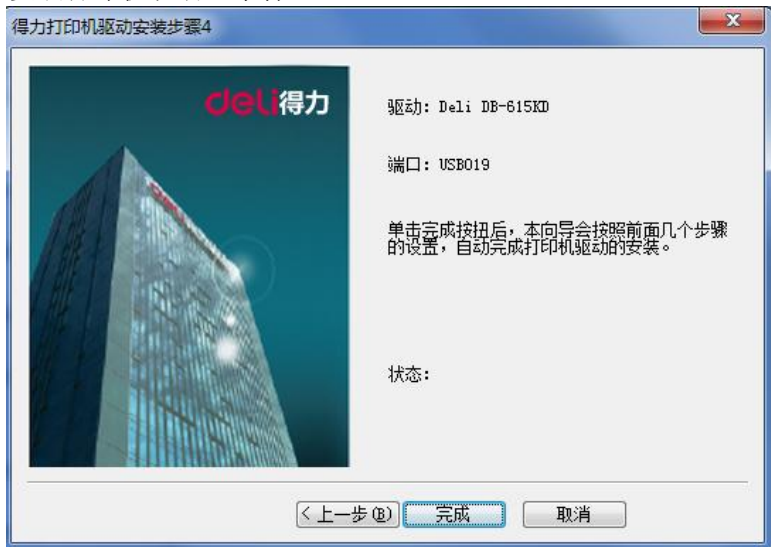 得力打印机驱动安装步骤4
deli得力
驱动: Deli DB-615KD
端口: USB019
单击完成按扭后，本向导会按照前面几个步骤
的设置，自动完成打印机驱动的安装。
状态:
<上一步(B) 完成 取消